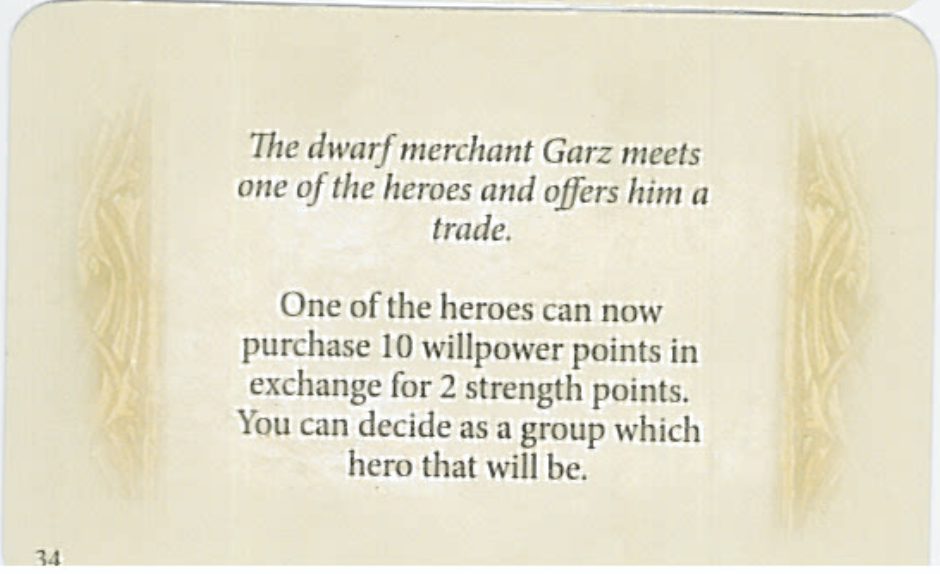 The dwarf merchant Garz meets
one of the heroes and offers him a
trade.
One of the heroes can now
purchase 10 willpower points in
exchange for 2 strength points.
You can decide as a group which
hero that will be.
34